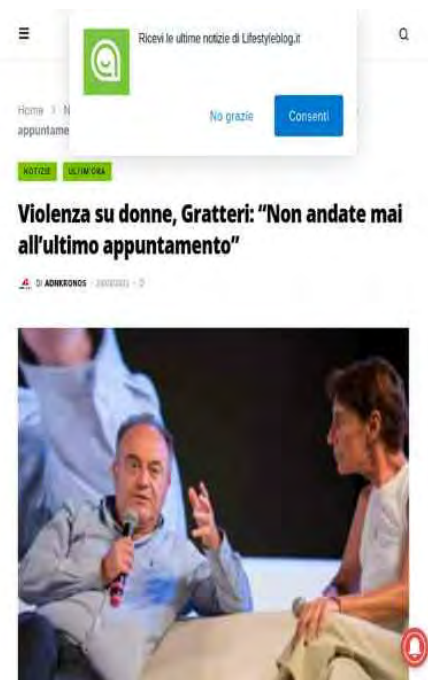 Ricevi le ultime notizie di Lifestyleblog.it
No grazie
Consenti
Home > N
appuntame
NOTIZIE
ULTIM'ORA
Violenza su donne, Gratteri: “Non andate mai
all’ultimo appuntamento”
DI ADNKRONOS